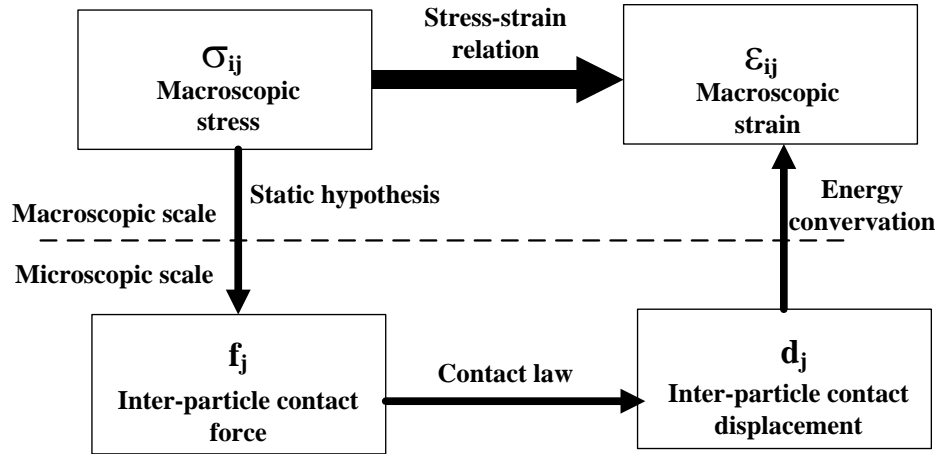 Stress-strain
relation
σij
Macroscopic
stress
εij
Macroscopic
strain
Static hypothesis
Energy
convervation
Macroscopic scale
Microscopic scale
fj
Inter-particle contact
force
Contact law
dj
Inter-particle contact
displacement